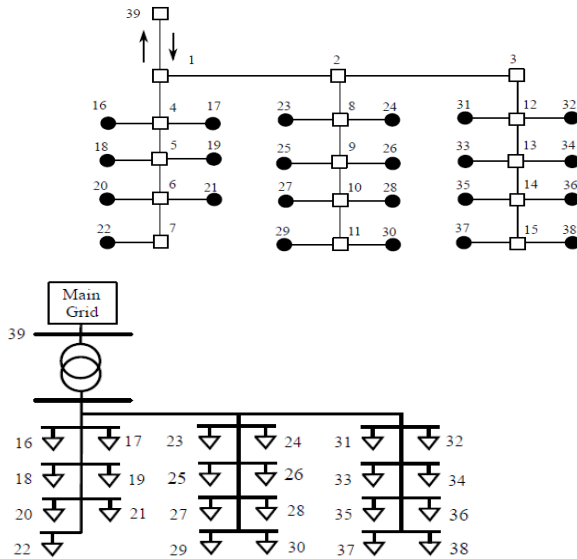 39
1 2 3
16 4 17 23 8 24 31 12 32
18 5 19 25 9 26 33 13 34
20 6 21 27 10 28 35 14 36
22 7 29 11 30 37 15 38
Main
Grid
39
16 17 23 24 31 32
18 19 25 26 33 34
20 21 27 28 35 36
22 29 30 37 38